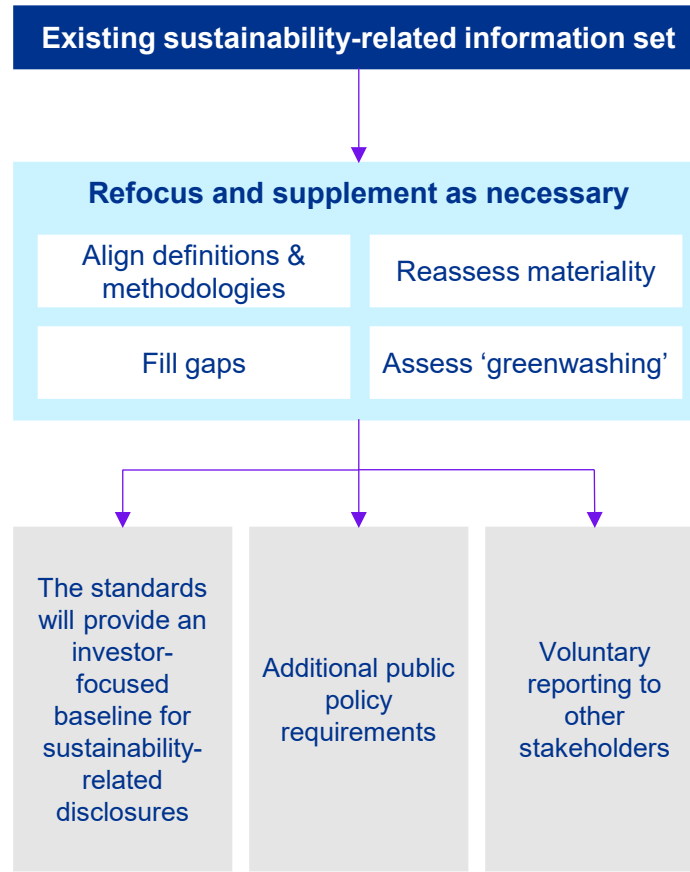 Existing sustainability-related information set
Refocus and supplement as necessary
Align definitions &
methodologies
Reassess materiality
Fill gaps
Assess ‘greenwashing’
The standards
will provide an
investor-
focused
baseline for
sustainability-
related
disclosures
Additional public
policy
requirements
Voluntary
reporting to
other
stakeholders